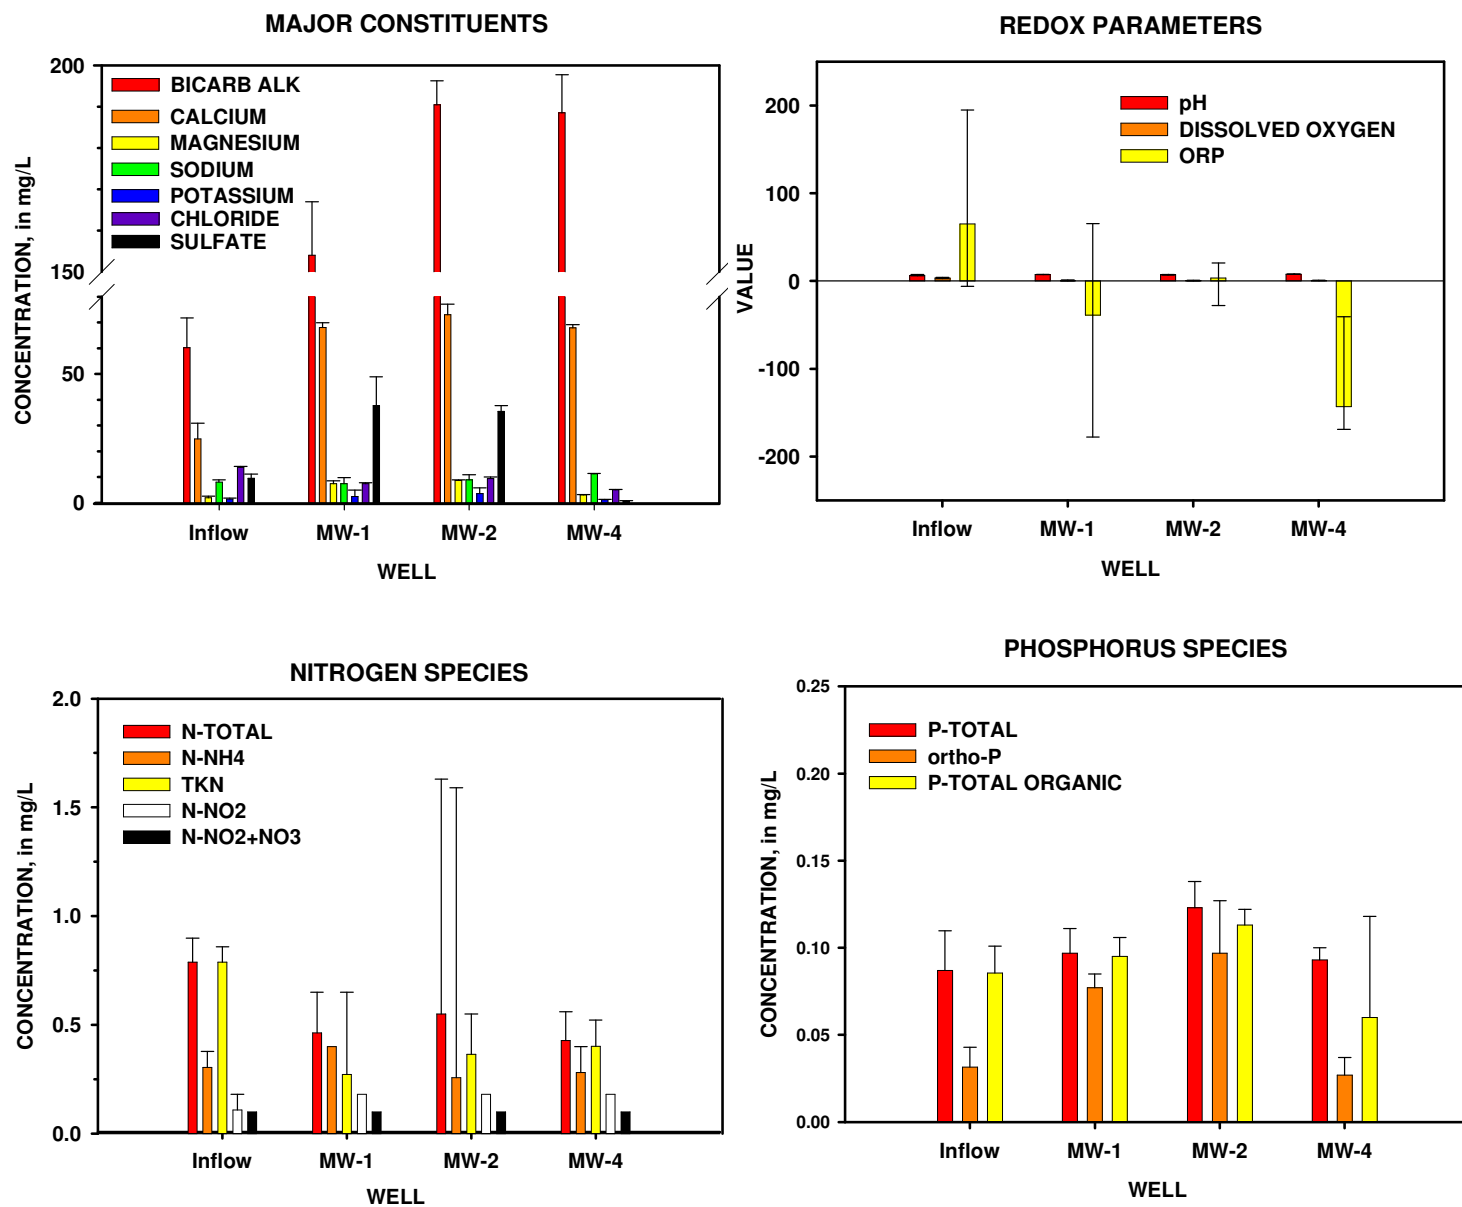 MAJOR CONSTITUENTS
CONCENTRATION, in mg/L
200
150
50
0
BICARB ALK
CALCIUM
MAGNESIUM
SODIUM
POTASSIUM
CHLORIDE
SULFATE
Inflow MW-1 MW-2 MW-4
WELL
REDOX PARAMETERS
VALUE
200
100
0
-100
-200
pH
DISSOLVED OXYGEN
ORP
Inflow MW-1 MW-2 MW-4
WELL
NITROGEN SPECIES
CONCENTRATION, in mg/L
2.0
1.5
1.0
0.5
0.0
N-TOTAL
N-NH4
TKN
N-NO2
N-NO2+NO3
Inflow MW-1 MW-2 MW-4
WELL
PHOSPHORUS SPECIES
CONCENTRATION, in mg/L
0.25
0.20
0.15
0.10
0.05
0.00
P-TOTAL
ortho-P
P-TOTAL ORGANIC
Inflow MW-1 MW-2 MW-4
WELL